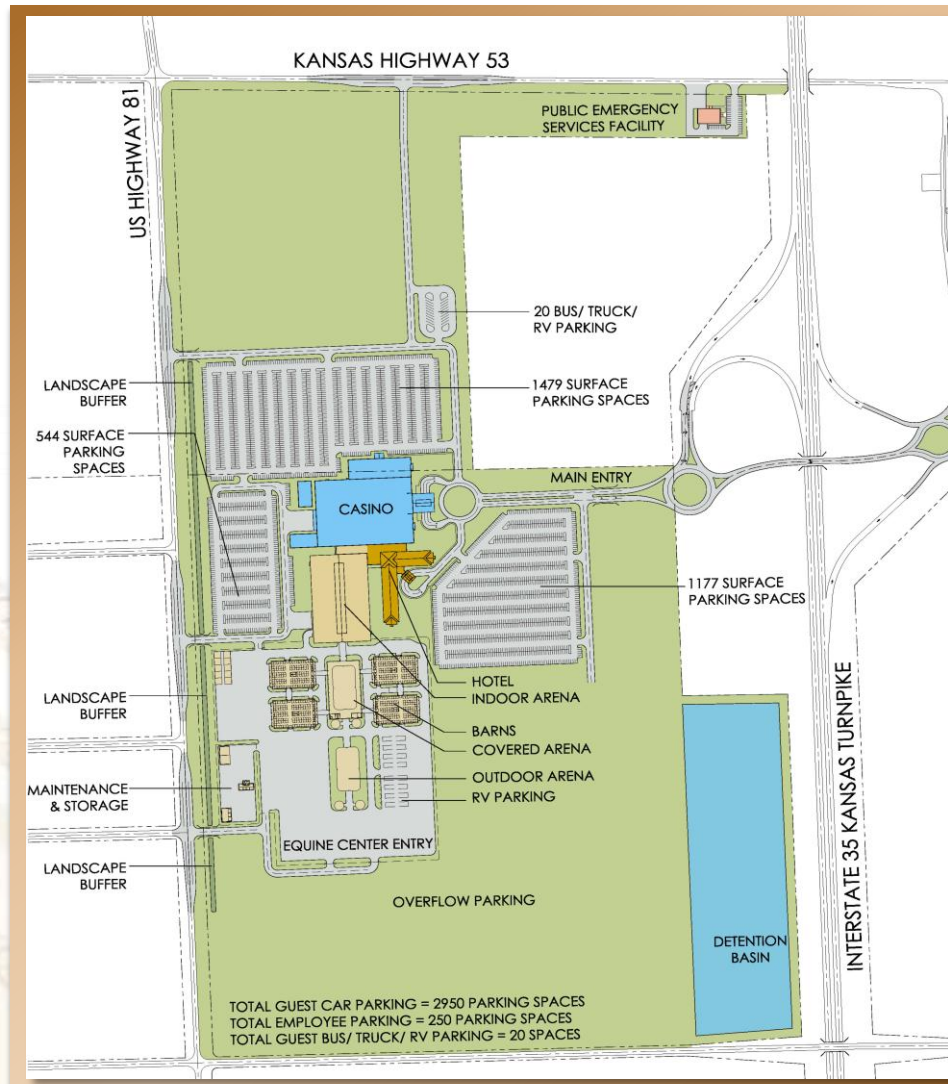 KANSAS HIGHWAY 53
US HIGHWAY 81
PUBLIC EMERGENCY
SERVICES FACILITY
20 BUS/ TRUCK/
RV PARKING
LANDSCAPE
BUFFER
1479 SURFACE
PARKING SPACES
544 SURFACE
PARKING
SPACES
MAIN ENTRY
CASINO
1177 SURFACE
PARKING SPACES
HOTEL
INDOOR ARENA
LANDSCAPE
BUFFER
BARNS
COVERED ARENA
OUTDOOR ARENA
RV PARKING
MAINTENANCE
& STORAGE
EQUINE CENTER ENTRY
LANDSCAPE
BUFFER
OVERFLOW PARKING
INTERSTATE 35 KANSAS TURNPIKE
DETENTION
BASIN
TOTAL GUEST CAR PARKING = 2950 PARKING SPACES
TOTAL EMPLOYEE PARKING = 250 PARKING SPACES
TOTAL GUEST BUS/ TRUCK/ RV PARKING = 20 SPACES